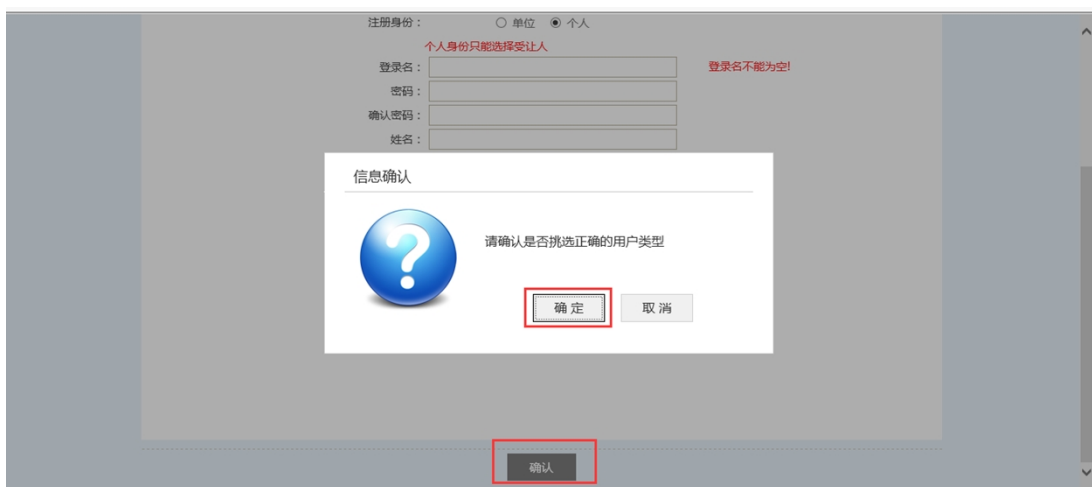 注册身份： 单位 个人
个人身份只能选择受让人
登录名： 登录名不能为空!
密码：
确认密码：
姓名：
信息确认
请确认是否挑选正确的用户类型
确定 取消
确认